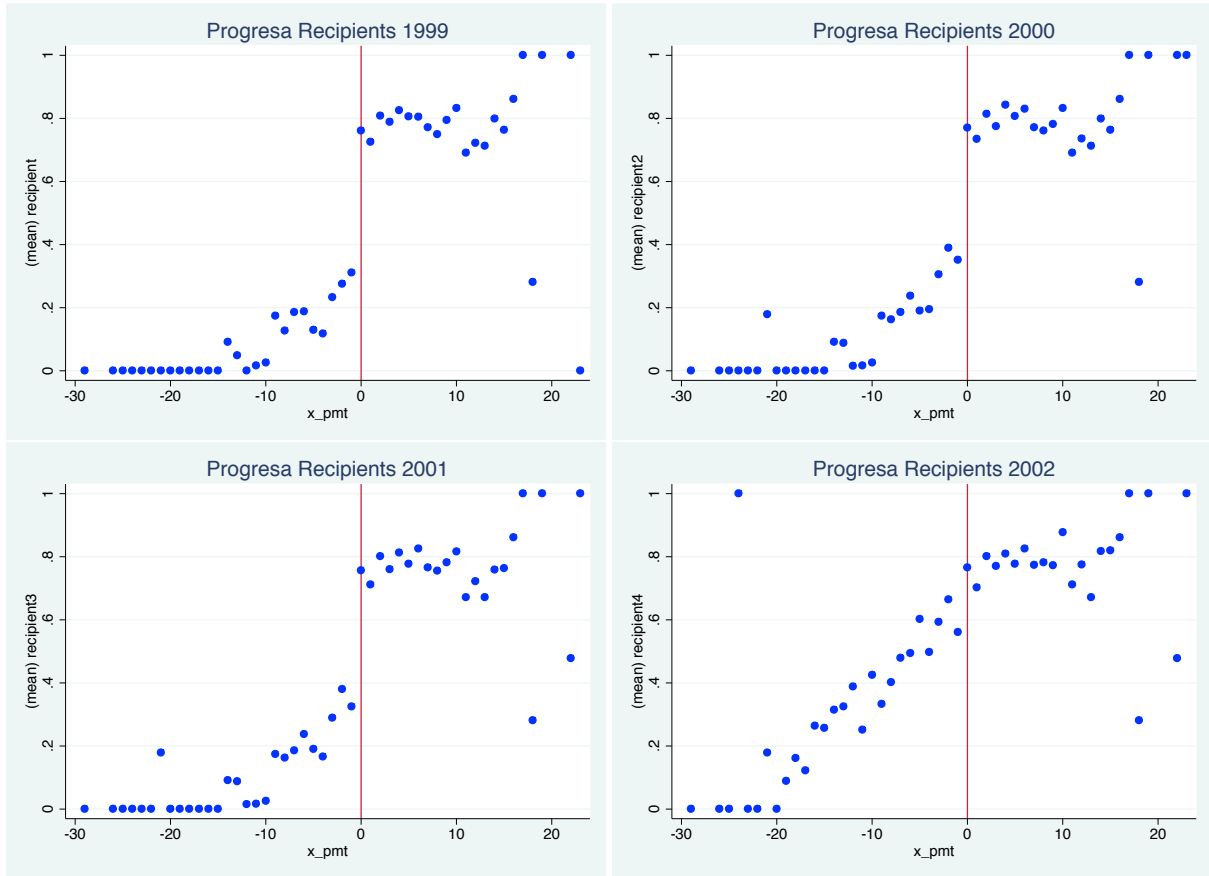 Progresa Recipients 1999
(mean) recipient
0 .2 .4 .6 .8 1
-30 -20 -10 0 10 20
x_pmt
Progresa Recipients 2000
(mean) recipient2
0 .2 .4 .6 .8 1
-30 -20 -10 0 10 20
x_pmt
Progresa Recipients 2001
(mean) recipient3
0 .2 .4 .6 .8 1
-30 -20 -10 0 10 20
x_pmt
Progresa Recipients 2002
(mean) recipient4
0 .2 .4 .6 .8 1
-30 -20 -10 0 10 20
x_pmt